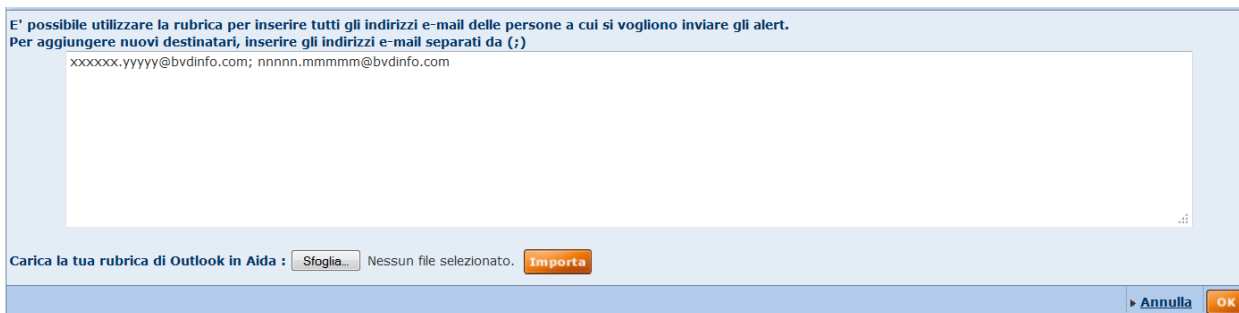 E' possibile utilizzare la rubrica per inserire tutti gli indirizzi e-mail delle persone a cui si vogliono inviare gli alert.
Per aggiungere nuovi destinatari, inserire gli indirizzi e-mail separati da (;)
xxxxxx.yyyyy@bvdinfo.com; nnnnn.mmmmm@bvdinfo.com
Carica la tua rubrica di Outlook in Aida : Sfoglia... Nessun file selezionato. Importa
Annulla OK